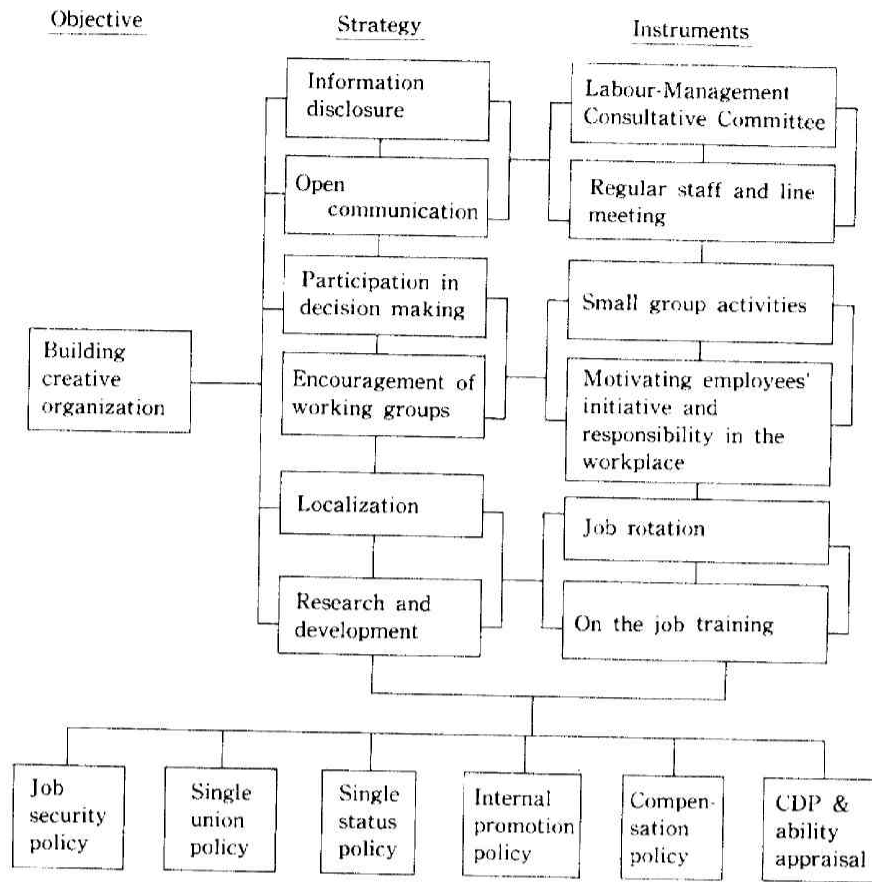 Objective
Strategy
Instruments
Information
disclosure
Open
communication
Participation in
decision making
Building
creative
organization
Encouragement of
working groups
Localization
Research and
development
Labour-Management
Consultative Committee
Regular staff and line
meeting
Small group activities
Motivating employees'
initiative and
responsibility in the
workplace
Job rotation
On the job training
Job
security
policy
Single
union
policy
Single
status
policy
Internal
promotion
policy
Compen-
sation
policy
CDP &
ability
appraisal